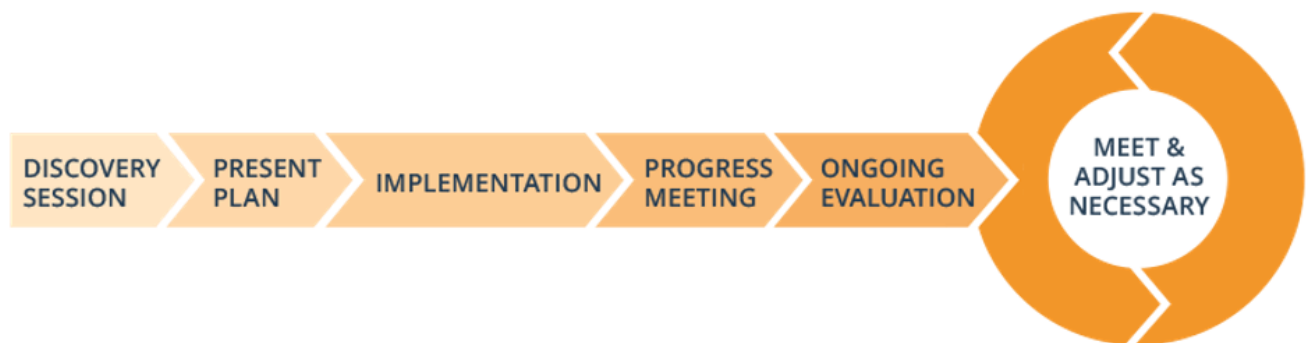 DISCOVERY
SESSION
PRESENT
PLAN
IMPLEMENTATION
PROGRESS
MEETING
ONGOING
EVALUATION
MEET &
ADJUST AS
NECESSARY